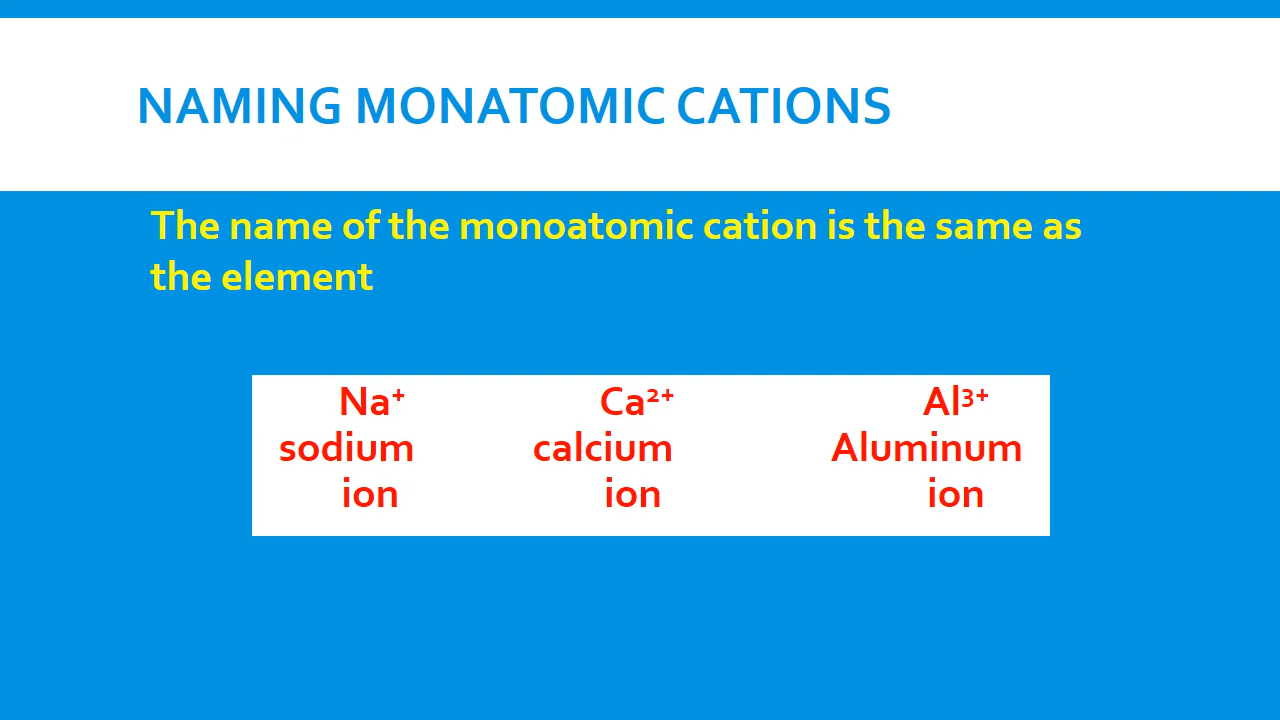 NAMING MONATOMIC CATIONS
The name of the monoatomic cation is the same as
the element
Na⁺ Ca²⁺ Al³⁺
sodium calcium Aluminum
ion ion ion